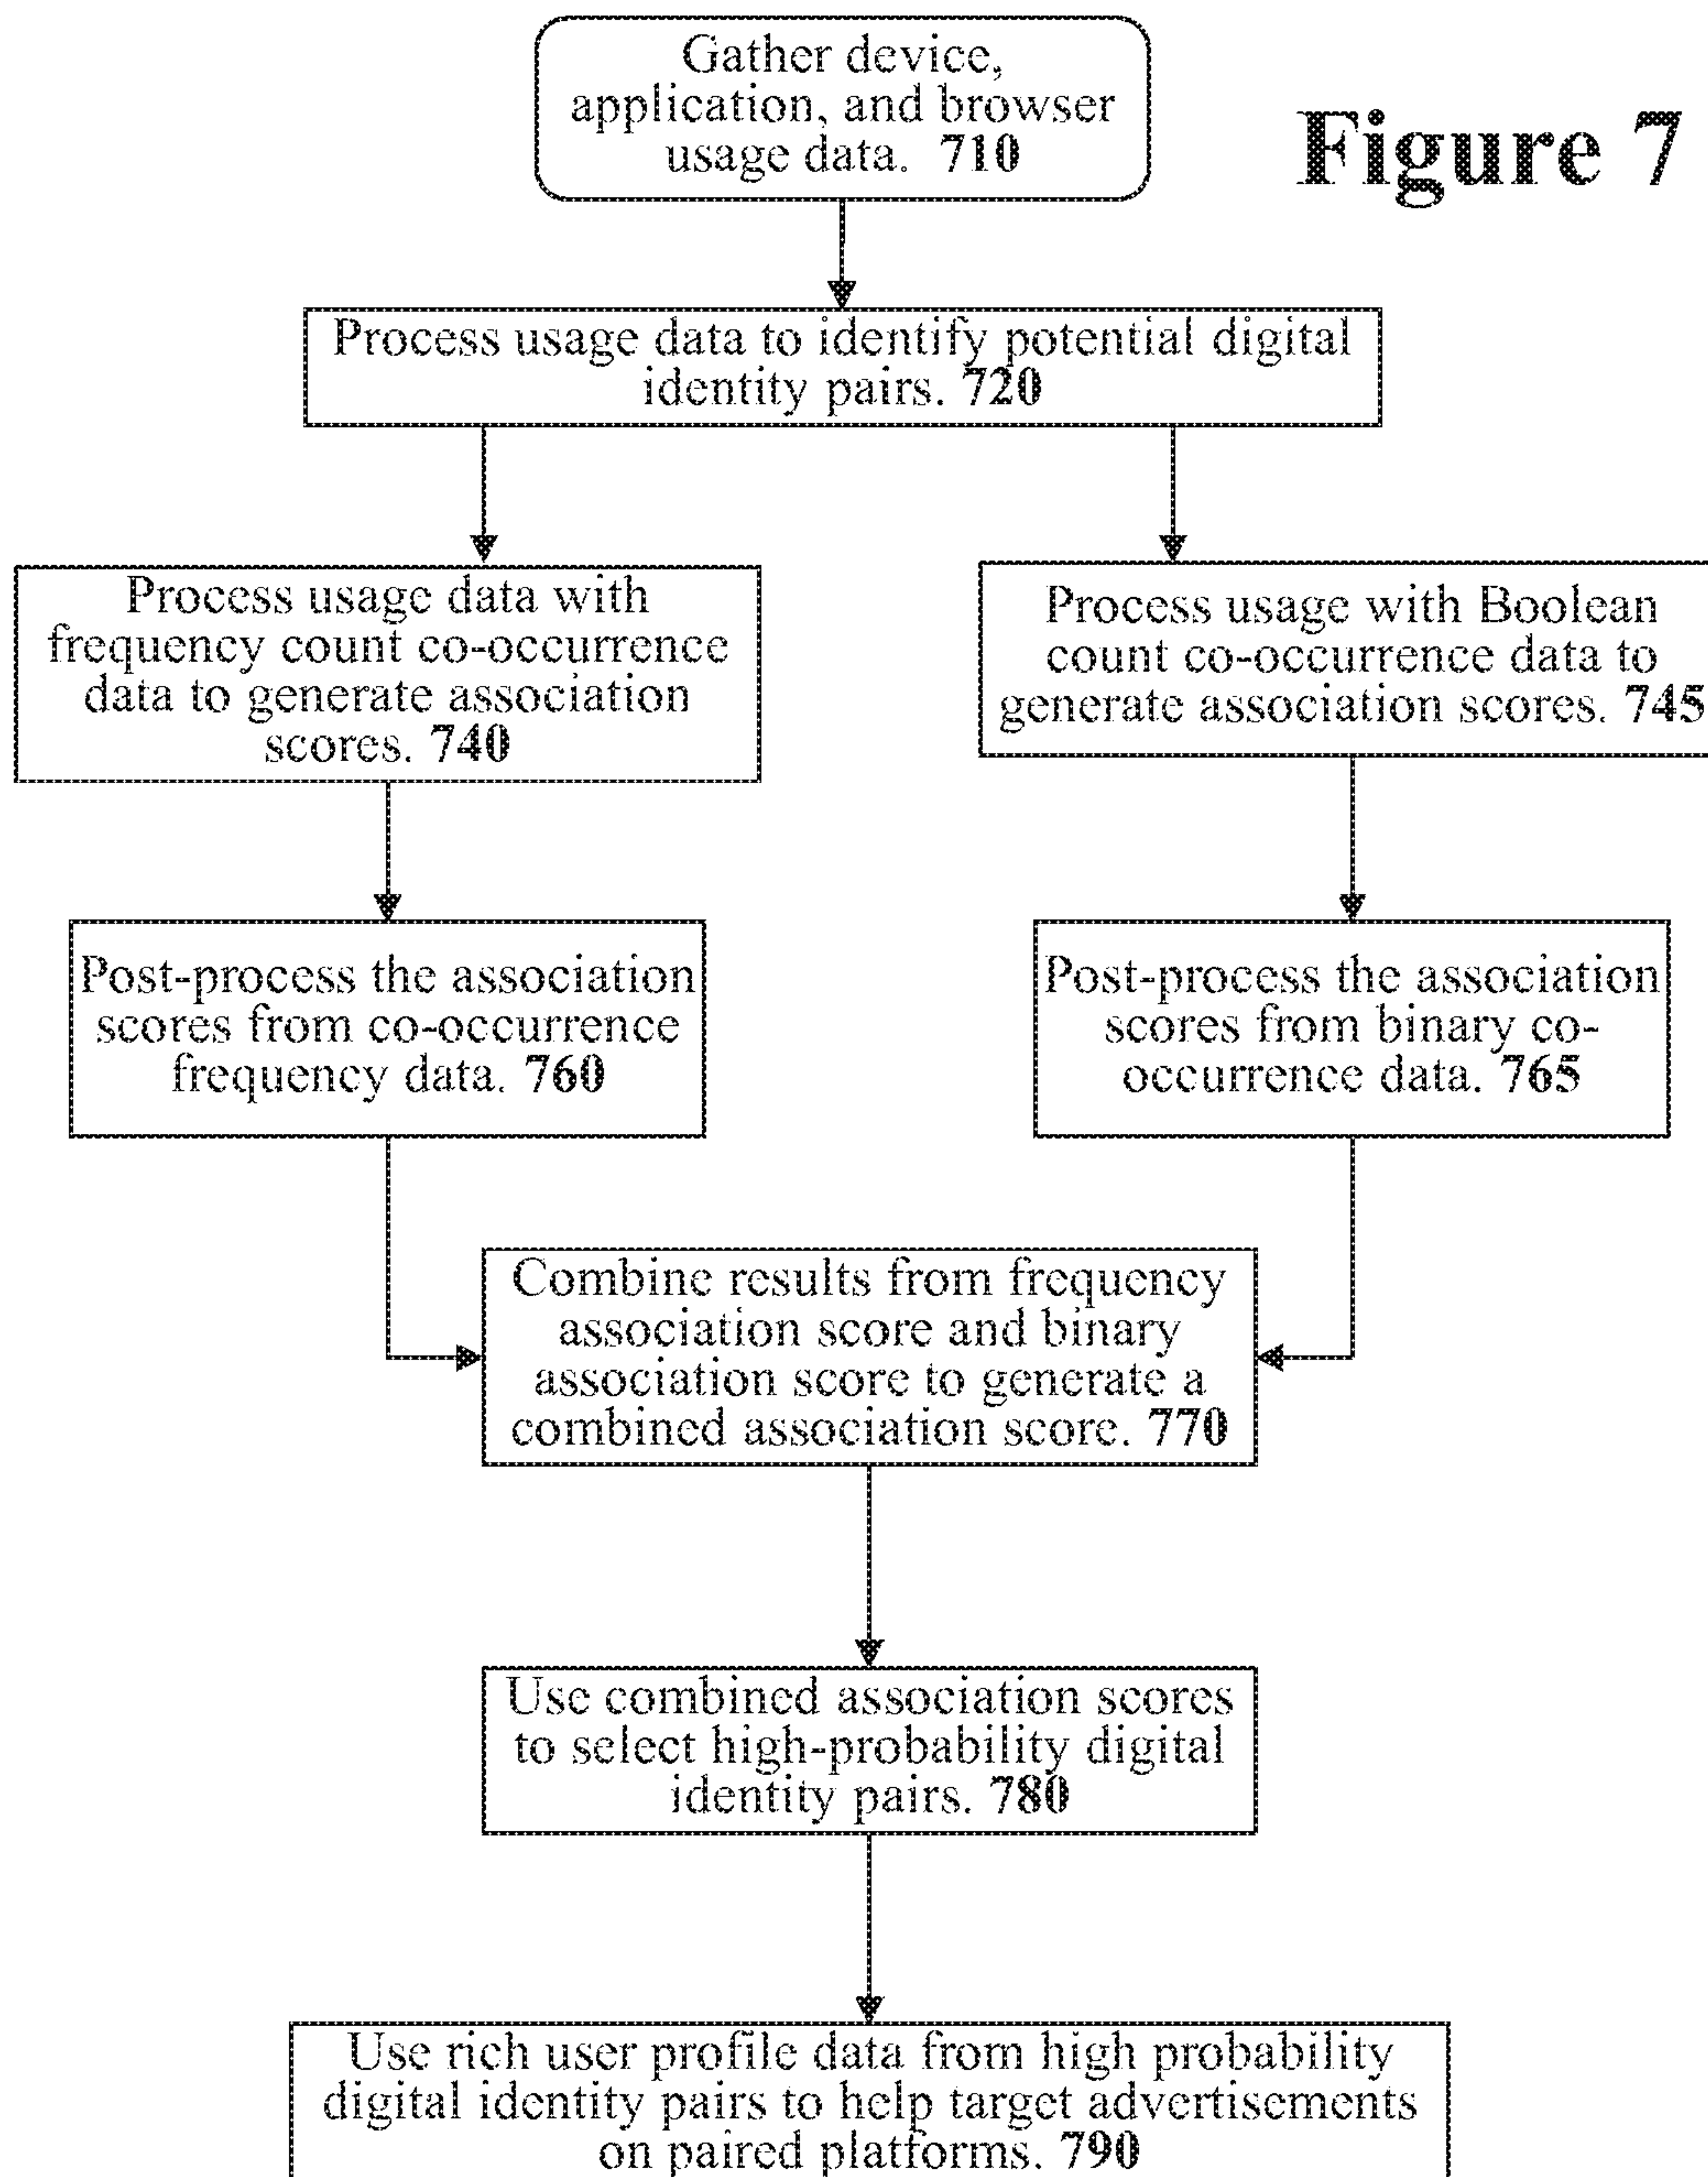 Gather device,
application, and browser
usage data. 710
Figure 7
Process usage data to identify potential digital
identity pairs. 720
Process usage data with
frequency count co-occurrence
data to generate association
scores. 740
Process usage with Boolean
count co-occurrence data to
generate association scores. 745
Post-process the association
scores from co-occurrence
frequency data. 760
Post-process the association
scores from binary co-
occurrence data. 765
Combine results from frequency
association score and binary
association score to generate a
combined association score. 770
Use combined association scores
to select high-probability digital
identity pairs. 780
Use rich user profile data from high probability
digital identity pairs to help target advertisements
on paired platforms. 790